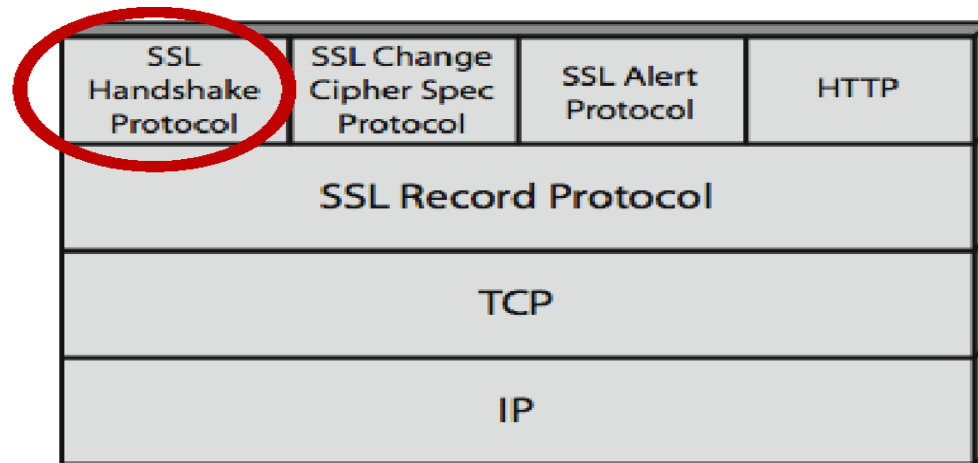 SSL
Handshake
Protocol
SSL Change
Cipher Spec
Protocol
SSL Alert
Protocol
HTTP
SSL Record Protocol
TCP
IP